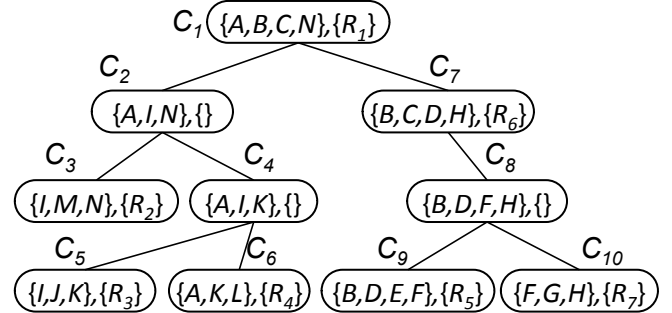 C₁ {A,B,C,N},{R₁}
C₂ C₇
{A,I,N},{} {B,C,D,H},{R₆}
C₃ C₄ C₈
{I,M,N},{R₂} {A,I,K},{} {B,D,F,H},{}
C₅ C₆ C₉ C₁₀
{I,J,K},{R₃} {A,K,L},{R₄} {B,D,E,F},{R₅} {F,G,H},{R₇}